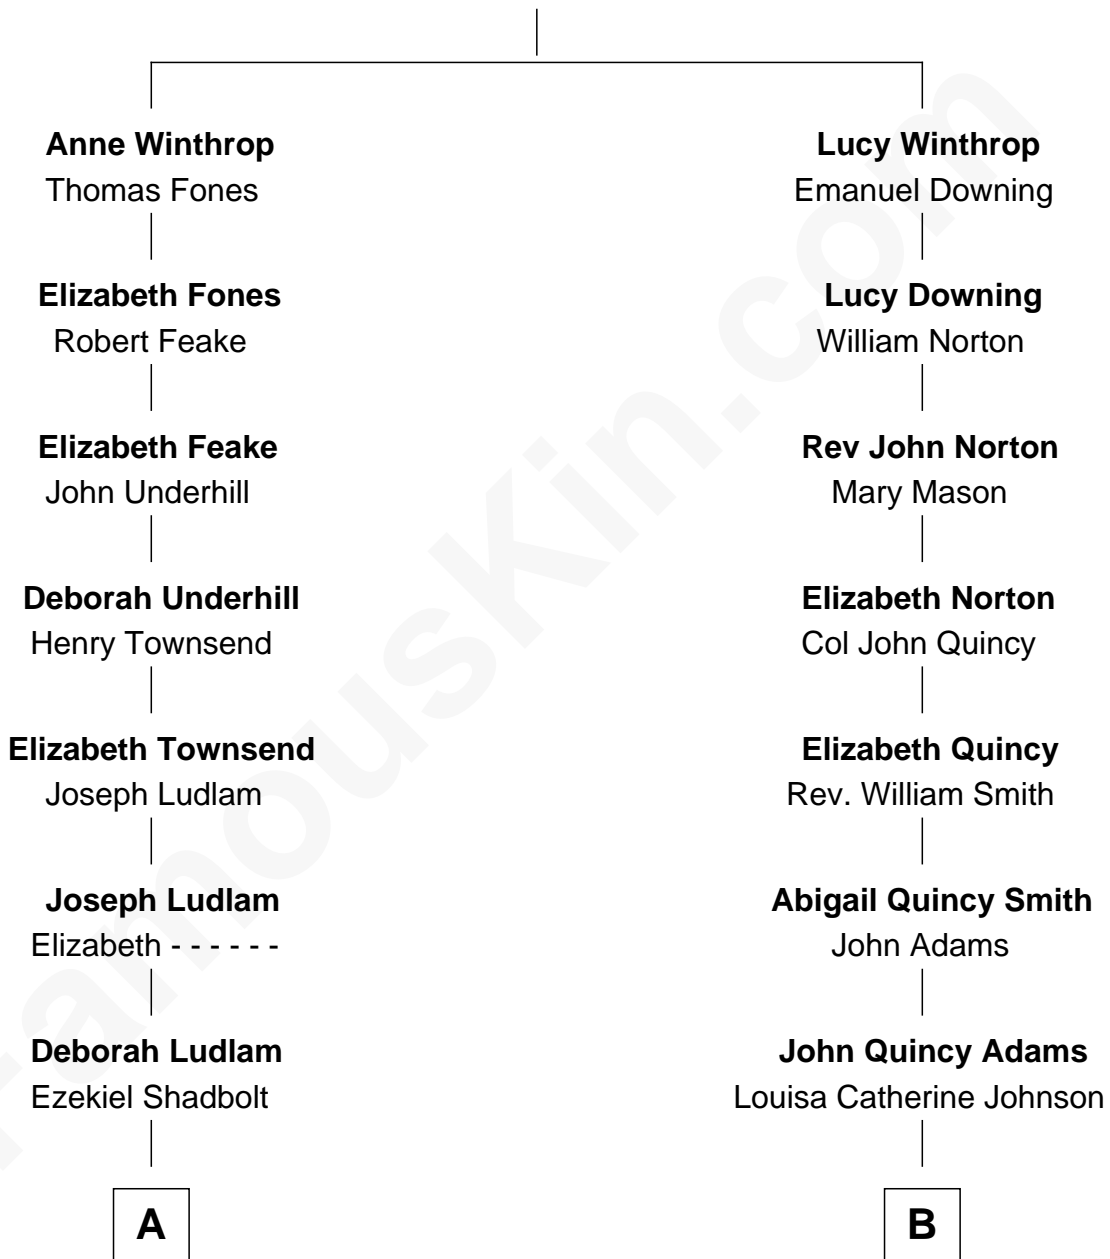 Anne Winthrop
Thomas Fones
Elizabeth Fones
Robert Feake
Elizabeth Feake
John Underhill
Deborah Underhill
Henry Townsend
Elizabeth Townsend
Joseph Ludlam
Joseph Ludlam
Elizabeth - - - - - -
Deborah Ludlam
Ezekiel Shadbolt
A
Lucy Winthrop
Emanuel Downing
Lucy Downing
William Norton
Rev John Norton
Mary Mason
Elizabeth Norton
Col John Quincy
Elizabeth Quincy
Rev. William Smith
Abigail Quincy Smith
John Adams
John Quincy Adams
Louisa Catherine Johnson
B
FamousKin.com